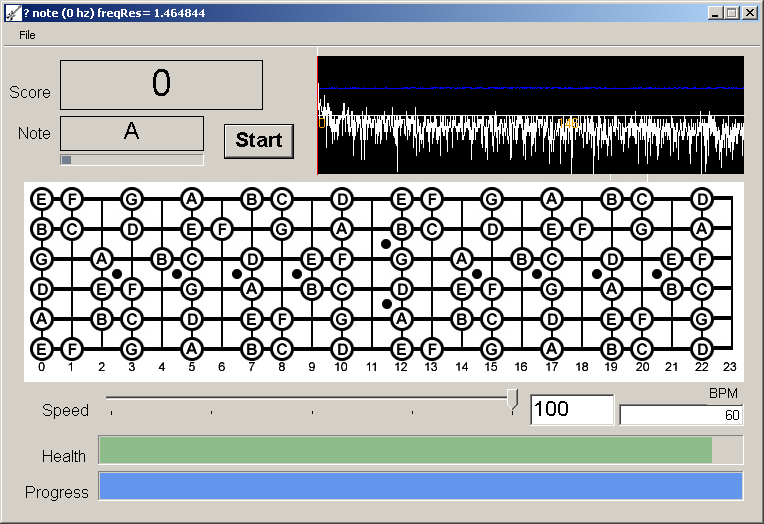 ? note (0 hz) freqRes= 1.464844
File
Score
0
Note
A
Start
E F G A B C D E F G A B C D
B C D E F G A B C D E F G A
G A B C D E F G A B C D E F
D E F G A B C D E F G A B C
A B C D E F G A B C D E F G
E F G A B C D E F G A B C D
0 1 2 3 4 5 6 7 8 9 10 11 12 13 14 15 16 17 18 19 20 21 22 23
Speed
100
BPM
60
Health
Progress